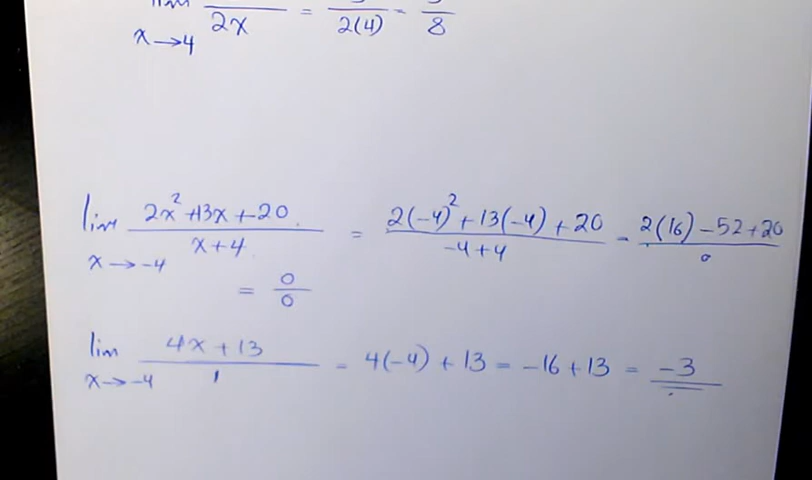 2x = 2(4) = 8
x→4
lim 2x² + 13x + 20 / x + 4 = 2(-4)² + 13(-4) + 20 / -4 + 4 = 2(16) - 52 + 20 / 0
x → -4
= 0/0
lim 4x + 13 / 1 = 4(-4) + 13 = -16 + 13 = -3
x → -4